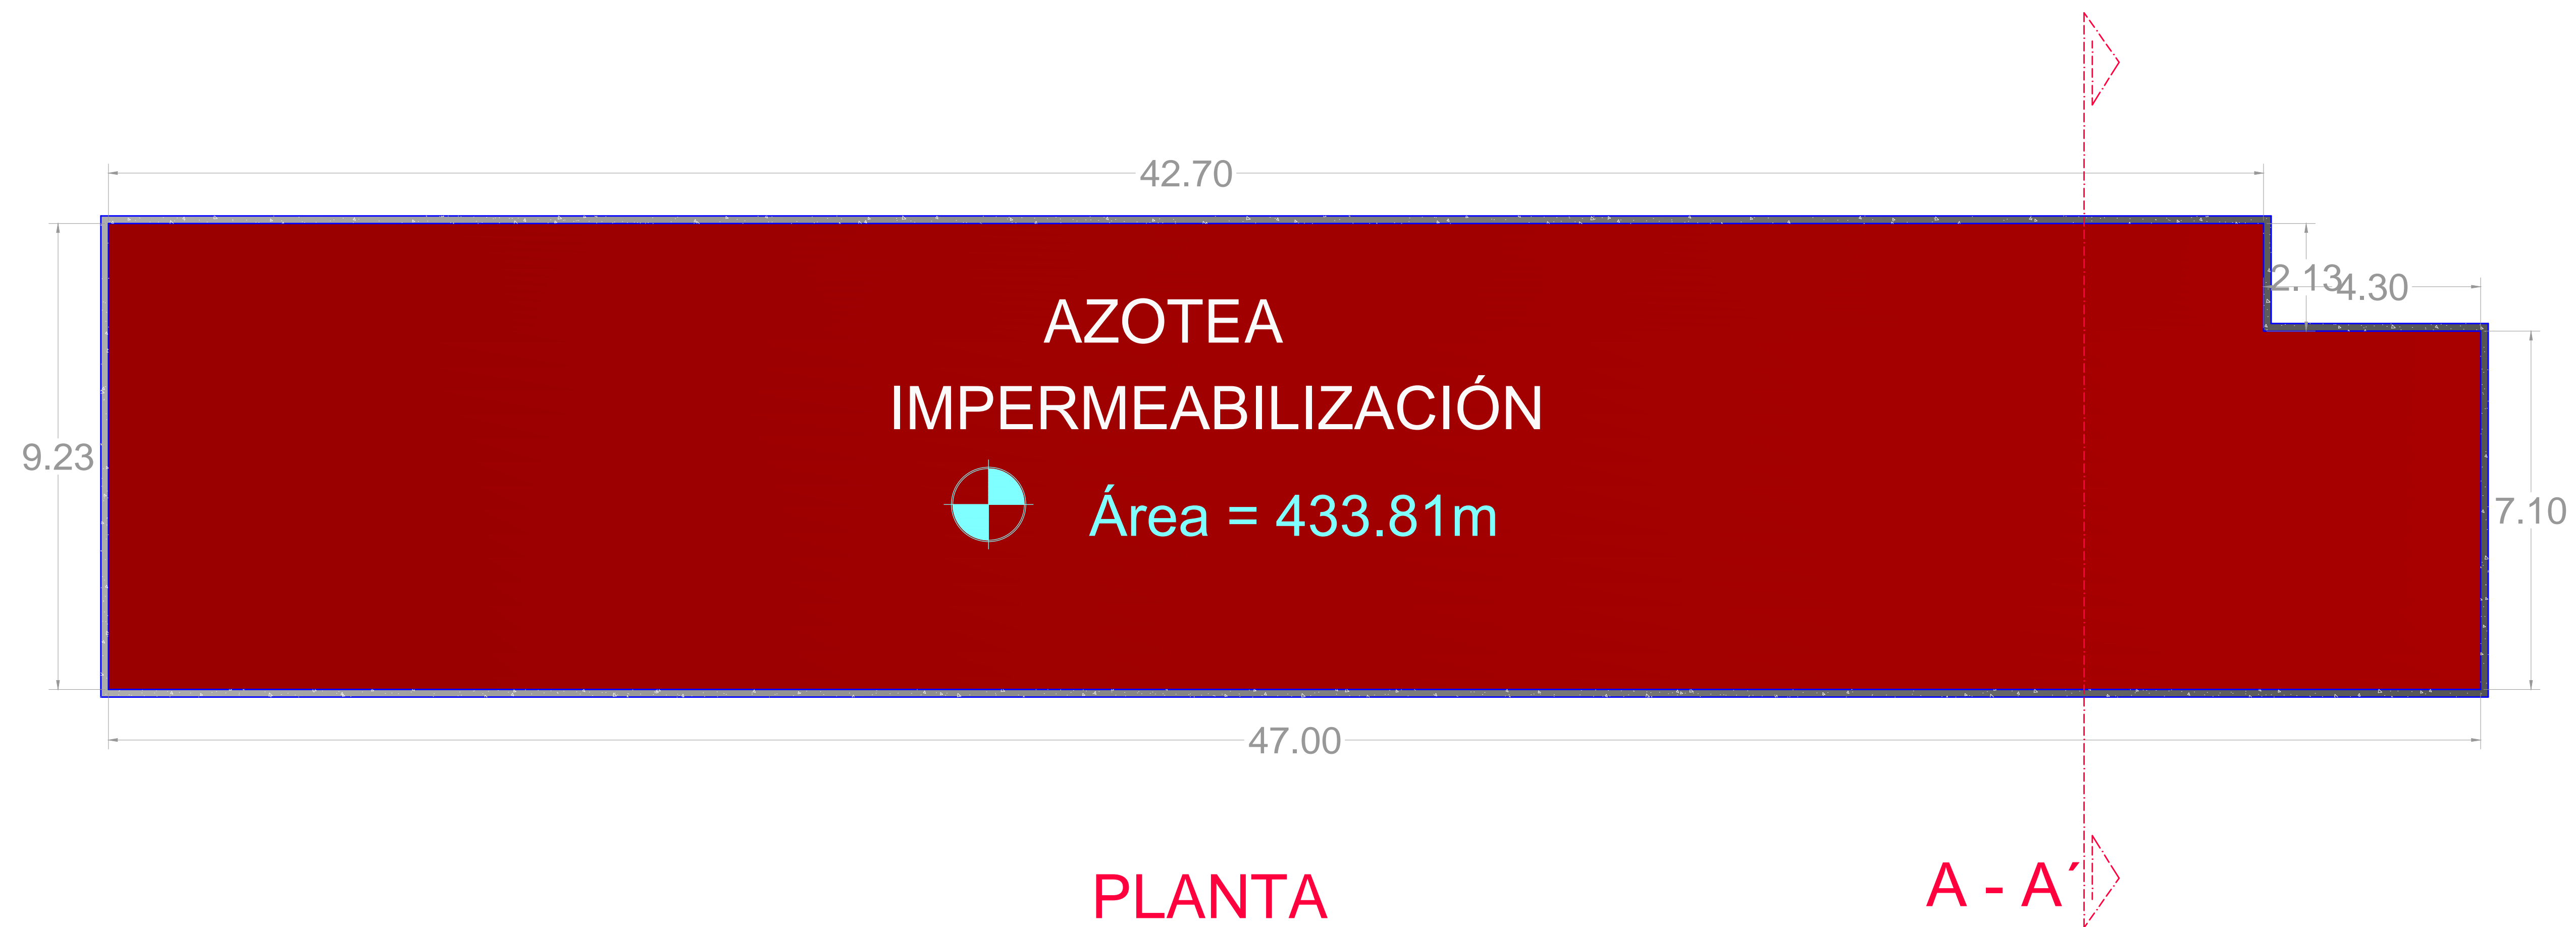 42.70
2.13
4.30
AZOTEA
IMPERMEABILIZACIÓN
9.23
Área = 433.81m
7.10
47.00
PLANTA
A - A´